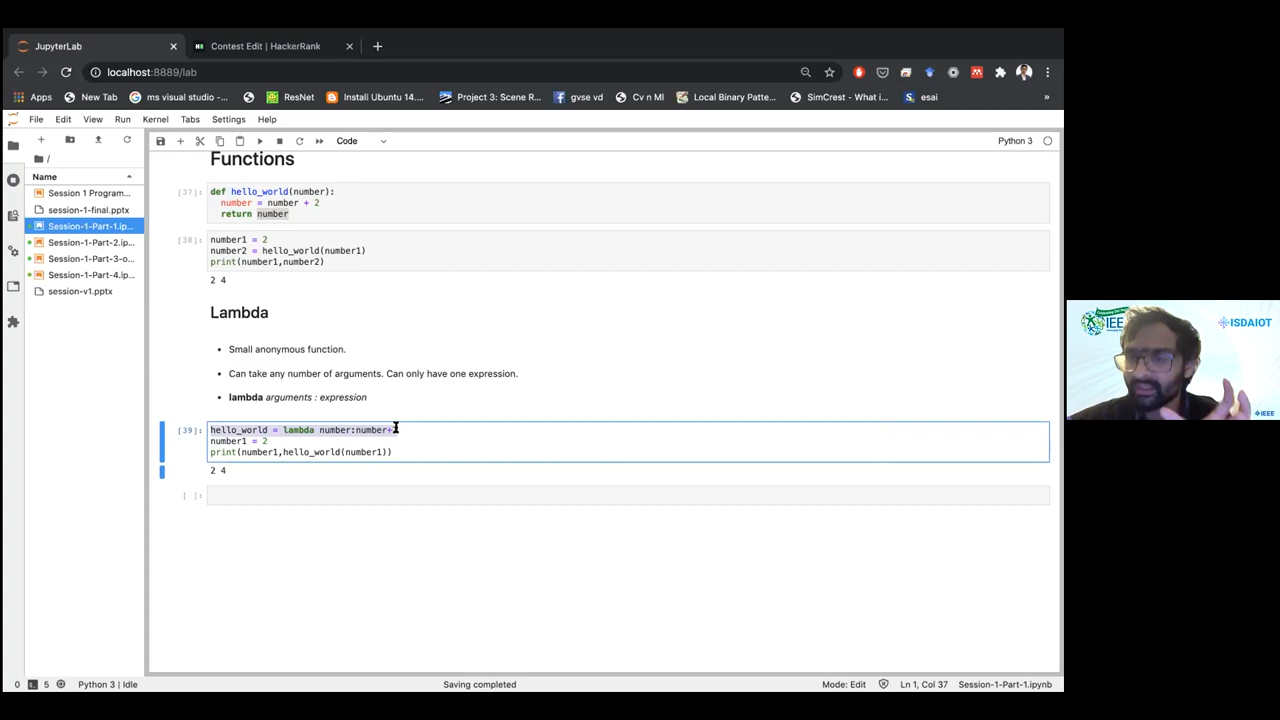 JupyterLab
Contest Edit | HackerRank
localhost:8889/lab
Apps
New Tab
ms visual studio -...
ResNet
Install Ubuntu 14....
Project 3: Scene R...
gvse vd
Cv n Ml
Local Binary Patte...
SimCrest - What i...
esai
»
File Edit View Run Kernel Tabs Settings Help
Code
Python 3
/
Name
Session 1 Program...
session-1-final.pptx
Session-1-Part-1.ip...
Session-1-Part-2.ip...
Session-1-Part-3-o...
Session-1-Part-4.ip...
session-v1.pptx
Functions
[37]:
def hello_world(number):
number = number + 2
return number
[38]:
number1 = 2
number2 = hello_world(number1)
print(number1,number2)
2 4
Lambda
• Small anonymous function.
• Can take any number of arguments. Can only have one expression.
• lambda arguments : expression
[39]:
hello_world = lambda number:number+
number1 = 2
print(number1,hello_world(number1))
2 4
[ ]:
IEE
ISDAIOT
IEEE
0
5
Python 3 | Idle
Saving completed
Mode: Edit
Ln 1, Col 37
Session-1-Part-1.ipynb